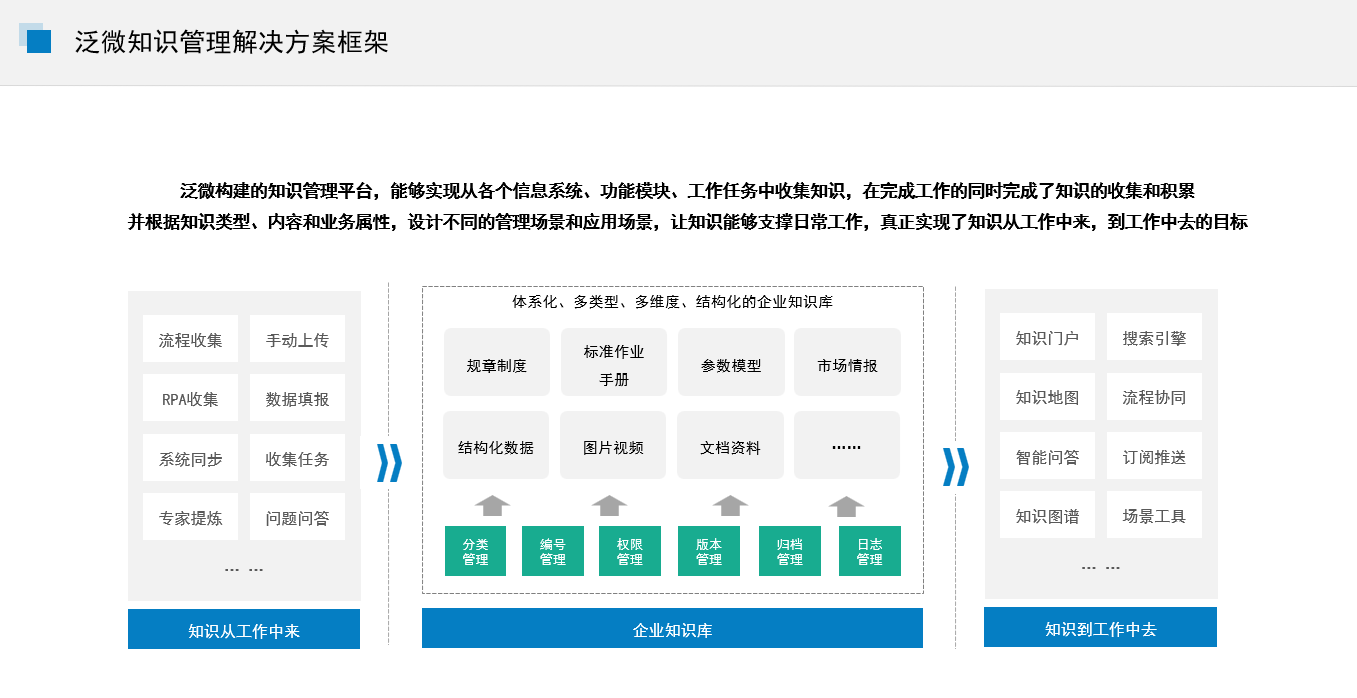 泛微知识管理解决方案框架
泛微构建的知识管理平台，能够实现从各个信息系统、功能模块、工作任务中收集知识，在完成工作的同时完成了知识的收集和积累
并根据知识类型、内容和业务属性，设计不同的管理场景和应用场景，让知识能够支撑日常工作，真正实现了知识从工作中来，到工作中去的目标
流程收集
手动上传
RPA收集
数据填报
系统同步
收集任务
专家提炼
问题问答
… …
知识从工作中来
体系化、多类型、多维度、结构化的企业知识库
规章制度
标准作业
手册
参数模型
市场情报
结构化数据
图片视频
文档资料
……
分类
管理
编号
管理
权限
管理
版本
管理
归档
管理
日志
管理
企业知识库
知识门户
搜索引擎
知识地图
流程协同
智能问答
订阅推送
知识图谱
场景工具
… …
知识到工作中去